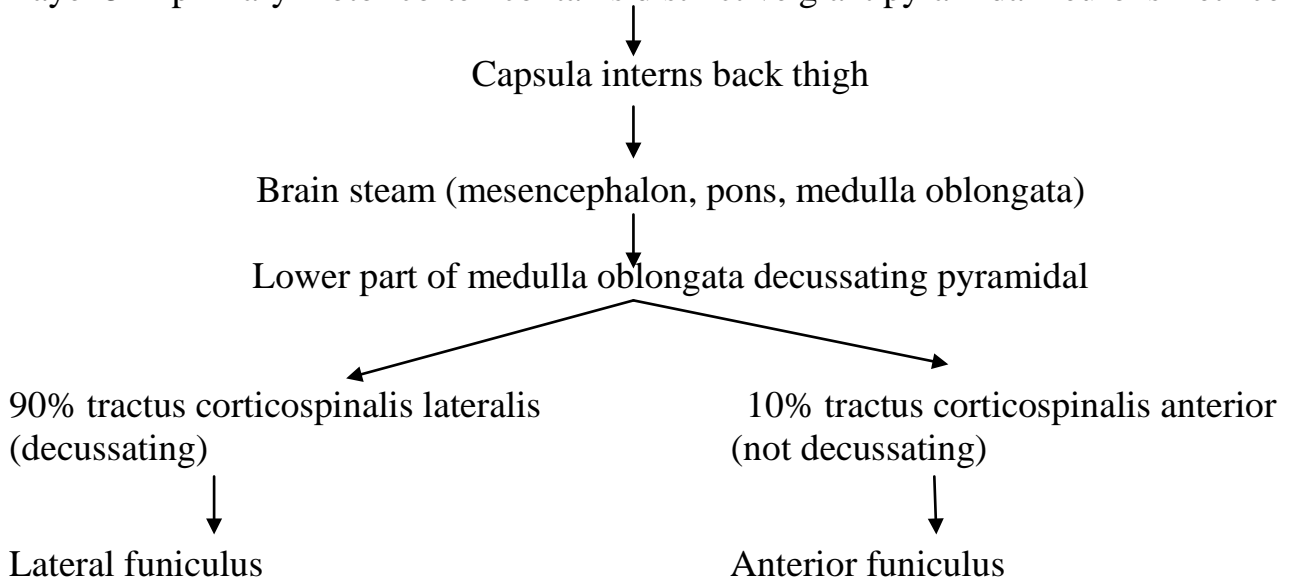 Capsula interns back thigh
Brain steam (mesencephalon, pons, medulla oblongata)
Lower part of medulla oblongata decussating pyramidal
90% tractus corticospinalis lateralis
(decussating)
10% tractus corticospinalis anterior
(not decussating)
Lateral funiculus
Anterior funiculus